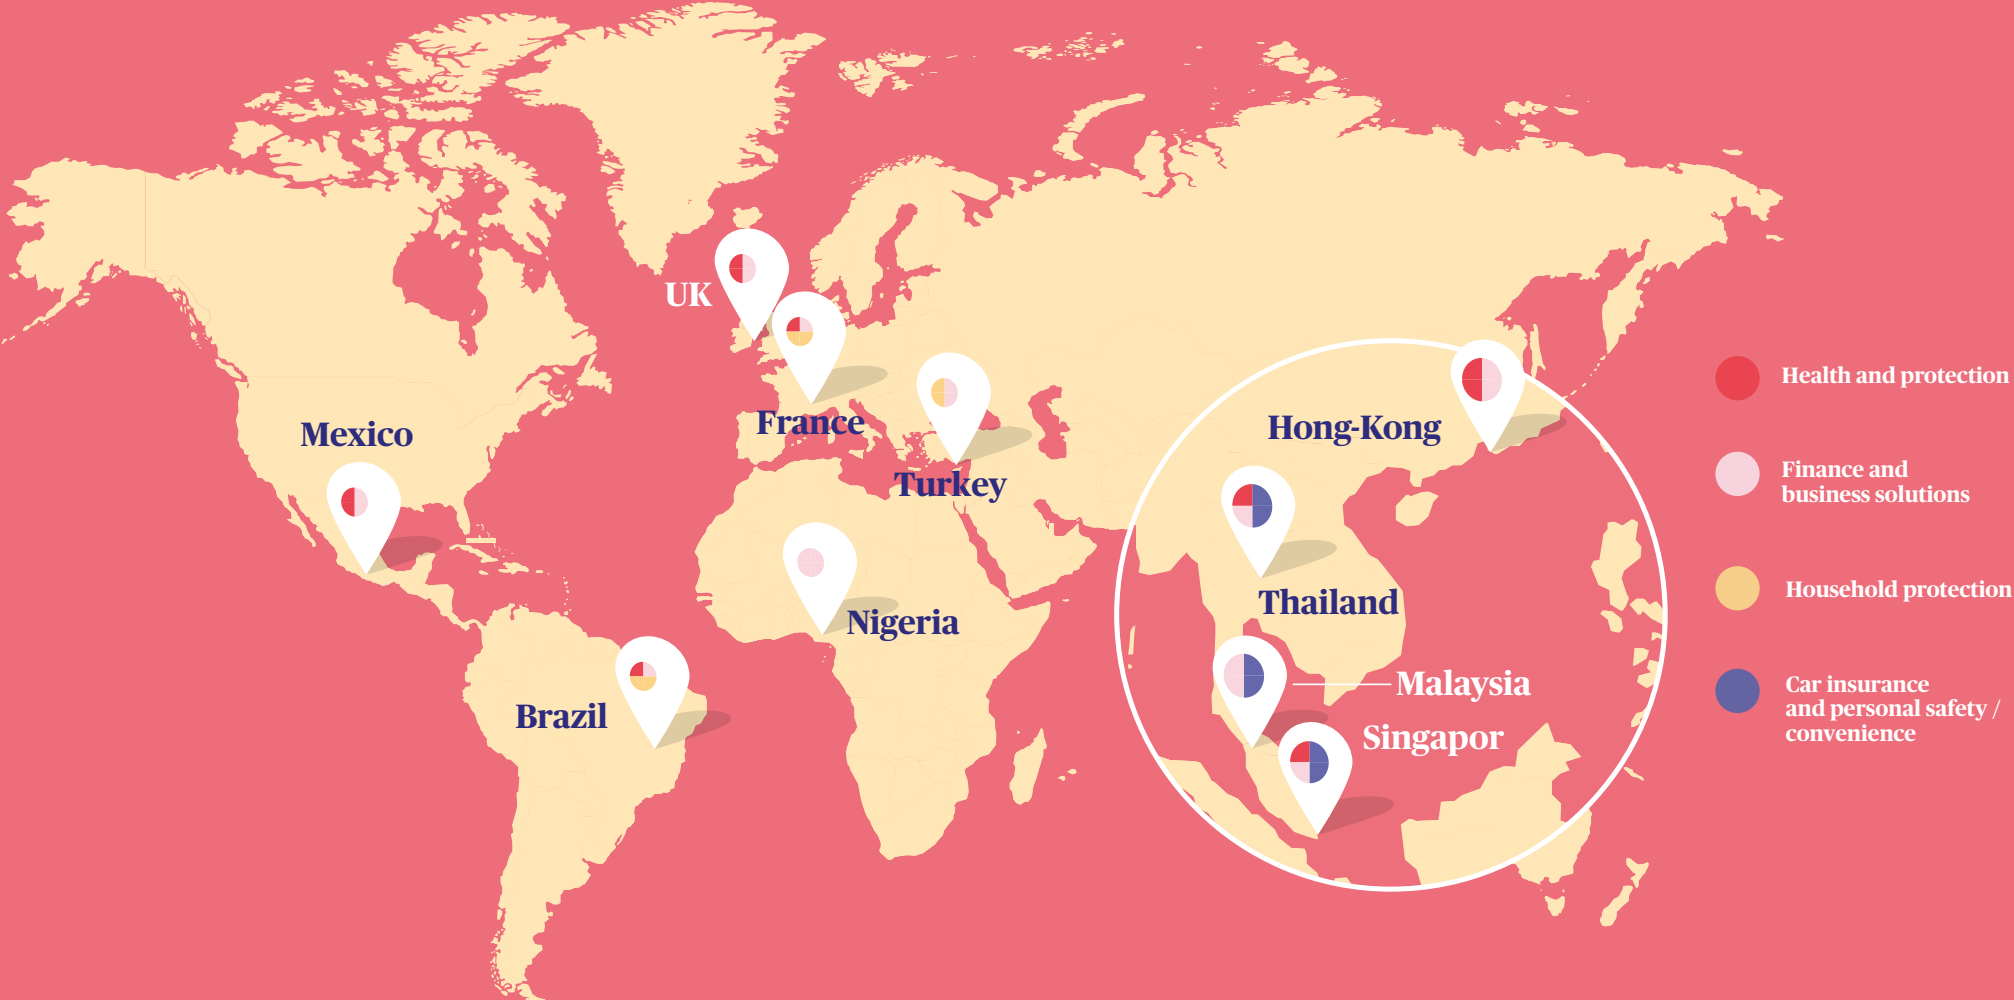 UK
France
Mexico
Turkey
Hong-Kong
Nigeria
Thailand
Brazil
Malaysia
Singapor
Health and protection
Finance and
business solutions
Household protection
Car insurance
and personal safety /
convenience